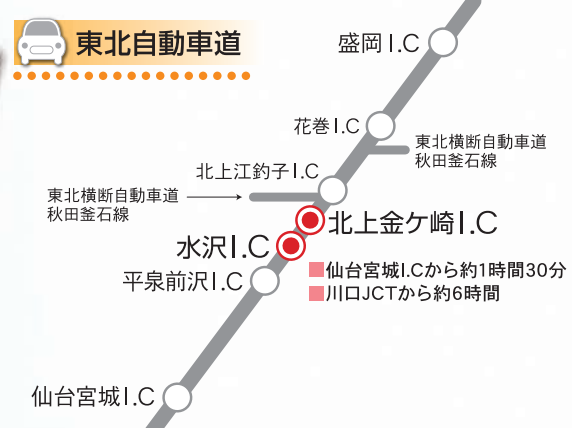 東北自動車道
盛岡I.C
花巻I.C
東北横断自動車道
秋田釜石線
北上江釣子I.C
東北横断自動車道
秋田釜石線
北上金ケ崎I.C
水沢I.C
仙台宮城I.Cから約1時間30分
平泉前沢I.C
川口JCTから約6時間
仙台宮城I.C